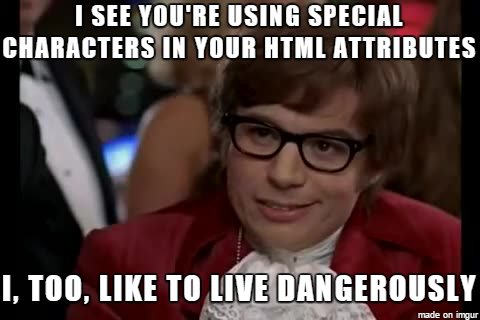 I SEE YOU'RE USING SPECIAL
CHARACTERS IN YOUR HTML ATTRIBUTES
I, TOO, LIKE TO LIVE DANGEROUSLY
made on imgur